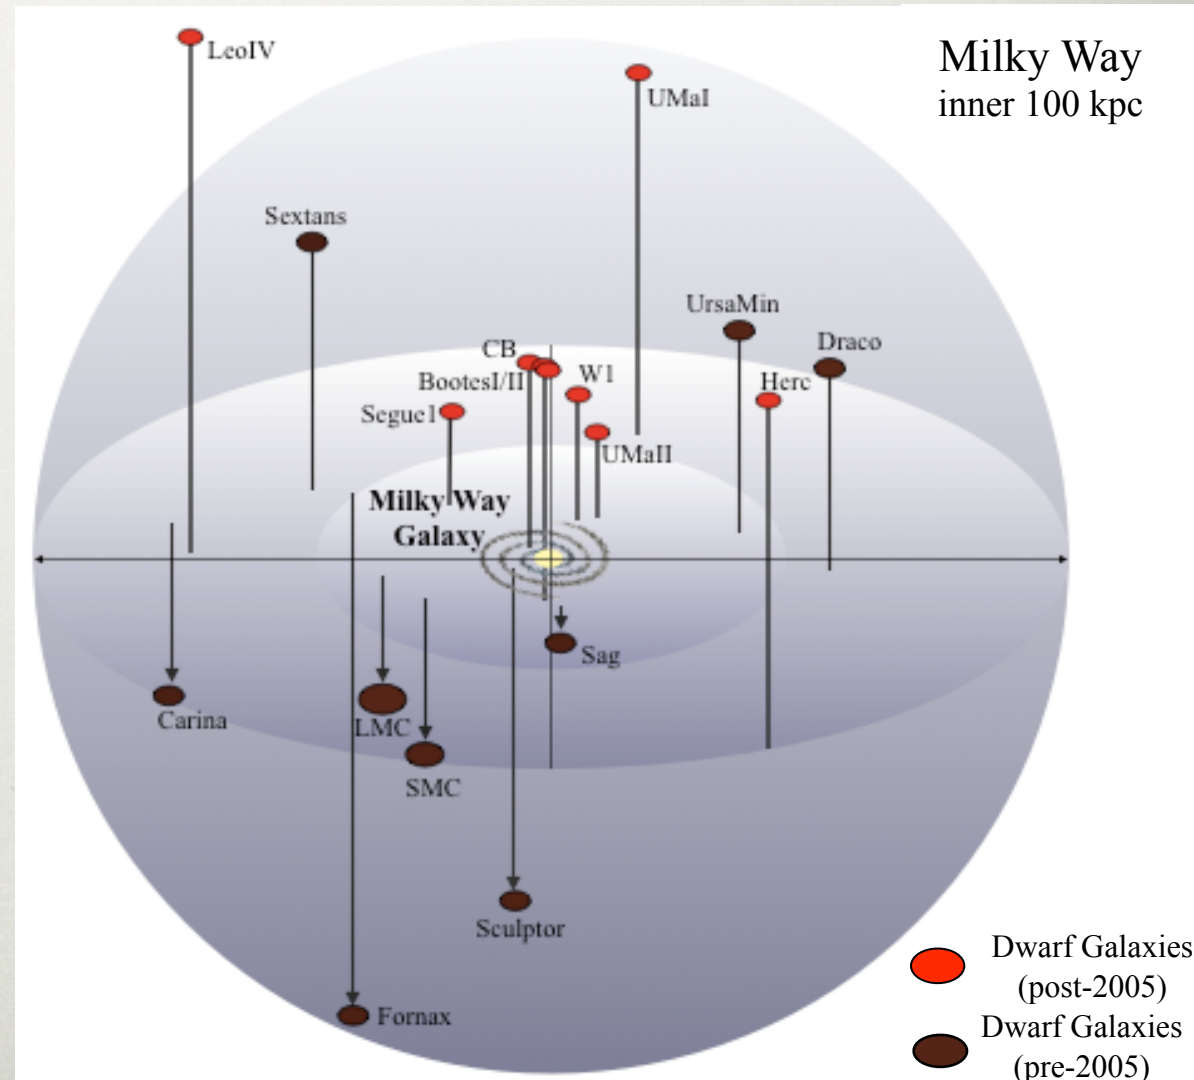 Milky Way
inner 100 kpc
LeoIV
UMaI
Sextans
UrsaMin
Draco
CB
BootesI/II
W1
Herc
Segue1
UMaII
Milky Way
Galaxy
Sag
Carina
LMC
SMC
Sculptor
Fornax
Dwarf Galaxies
(post-2005)
Dwarf Galaxies
(pre-2005)